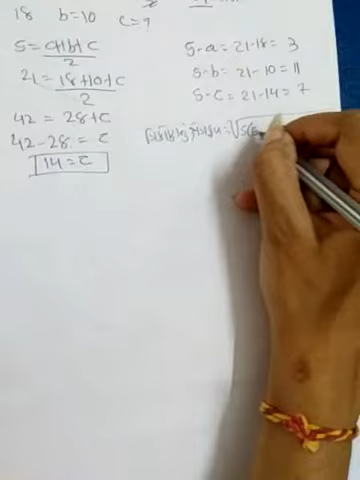 18 b=10 c=?
s = a+b+c / 2
21 = 18+10+c / 2
42 = 28+c
42-28 = c
14=c
s-a = 21-18 = 3
s-b = 21-10 = 11
s-c = 21-14 = 7
= √s(s